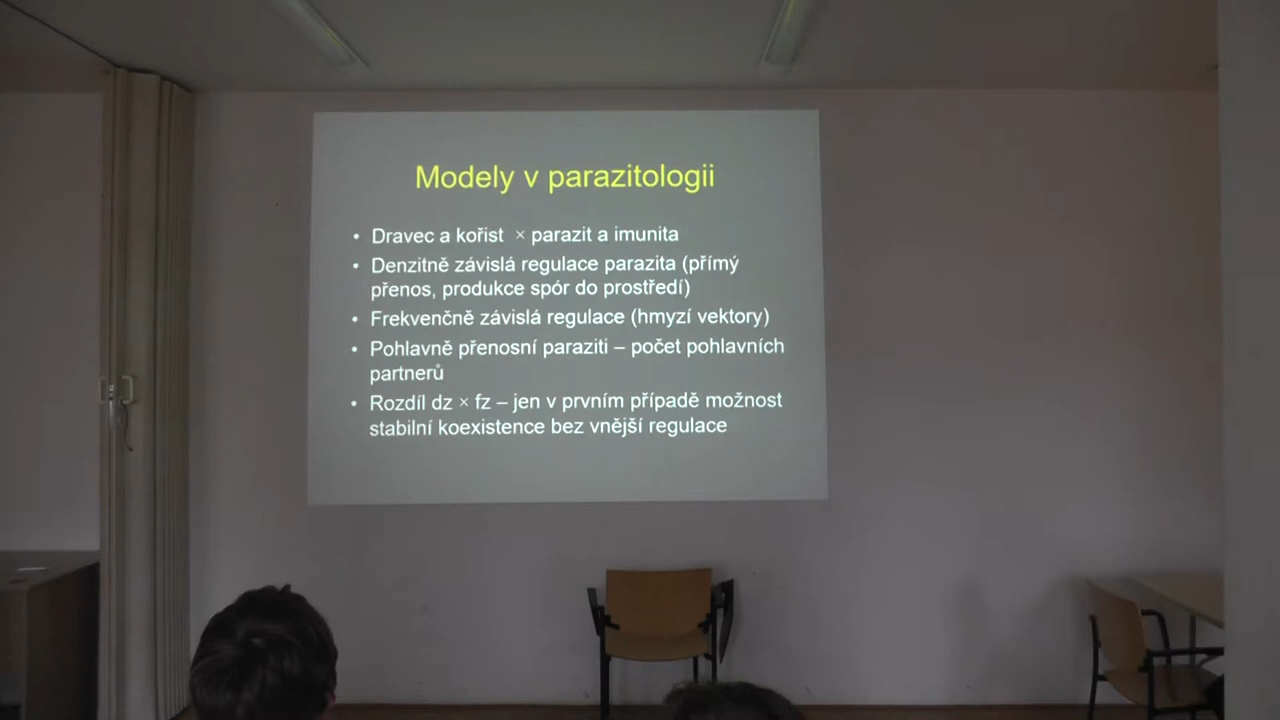 Modely v parazitologii
• Dravec a kořist × parazit a imunita
• Denzitně závislá regulace parazita (přímý
přenos, produkce spór do prostředí)
• Frekvenčně závislá regulace (hmyzí vektory)
• Pohlavně přenosní paraziti – počet pohlavních
partnerů
• Rozdíl dz × fz – jen v prvním případě možnost
stabilní koexistence bez vnější regulace